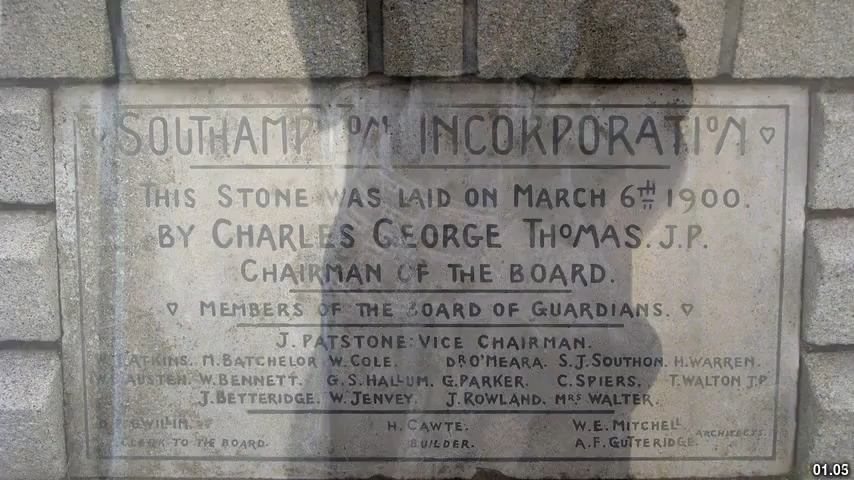 SOUTHAMPTON INCORPORATION
THIS STONE WAS LAID ON MARCH 6TH 1900.
BY CHARLES GEORGE THOMAS. J.P.
CHAIRMAN OF THE BOARD.
MEMBERS OF THE BOARD OF GUARDIANS.
J. PATSTONE: VICE CHAIRMAN.
ATKINS. M. BATCHELOR W. COLE. DR O'MEARA. S.J. SOUTHON. H. WARREN.
AUSTEN. W. BENNETT. G.S. HALLUM. G. PARKER. C. SPIERS. T. WALTON J.P.
J. BETTERIDGE. W. JENVEY. J. ROWLAND. MRS WALTER.
GWILLIM. H. CAWTE. W.E. MITCHELL
CLERK TO THE BOARD. BUILDER. A.F. GUTTERIDGE. ARCHITECTS.
01.05